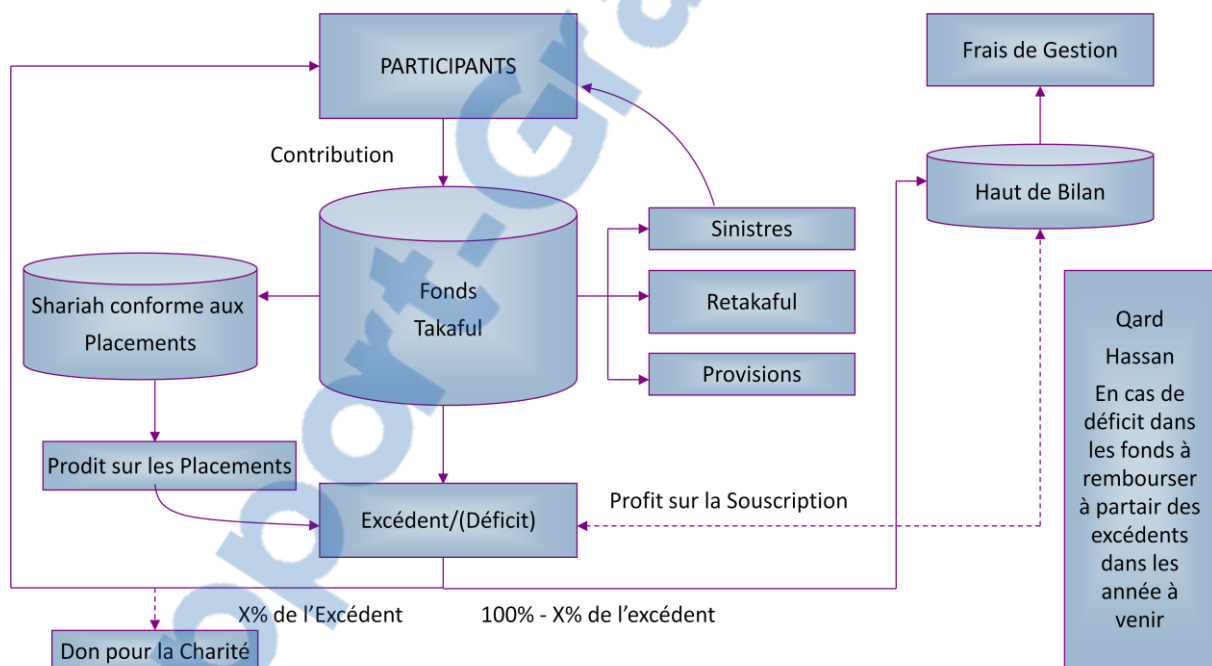 PARTICIPANTS
Frais de Gestion
Contribution
Haut de Bilan
Fonds
Takaful
Sinistres
Retakaful
Provisions
Shariah conforme aux
Placements
Prodit sur les Placements
Excédent/(Déficit)
Profit sur la Souscription
Qard
Hassan
En cas de
déficit dans
les fonds à
rembourser
à partair des
excédents
dans les
année à
venir
X% de l'Excédent
100% - X% de l'excédent
Don pour la Charité